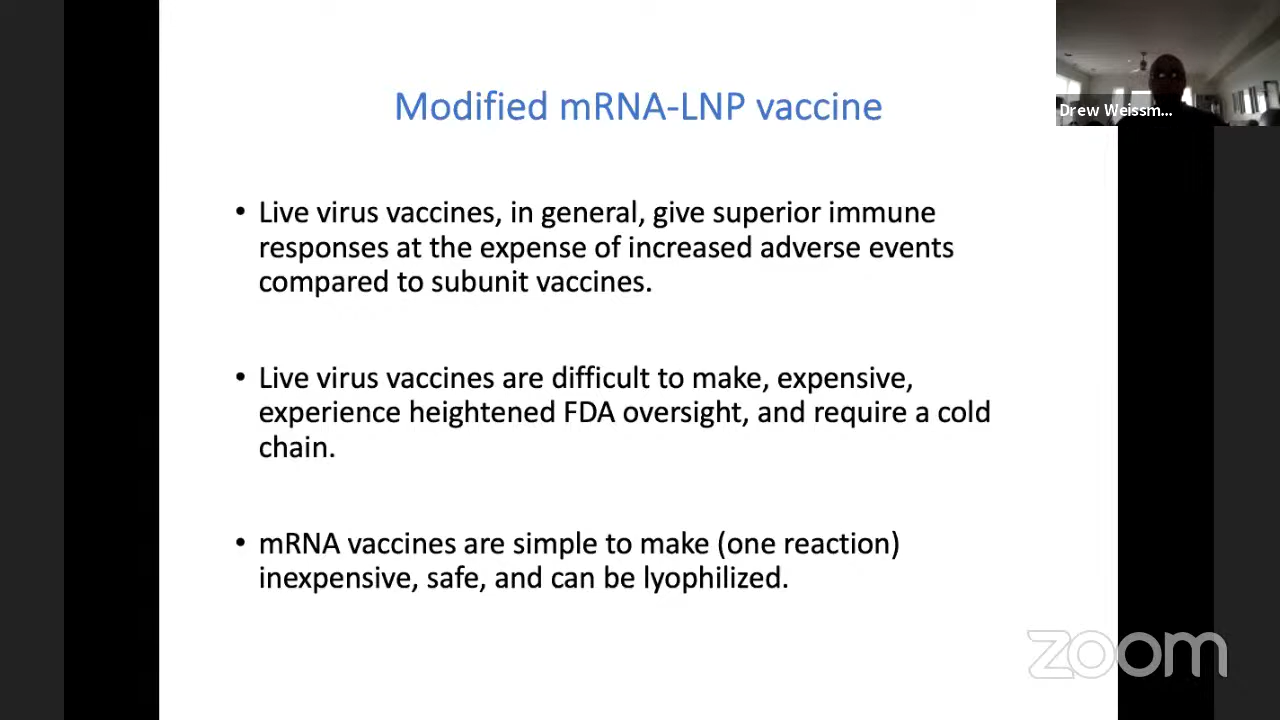 Modified mRNA-LNP vaccine
Drew Weissm...
• Live virus vaccines, in general, give superior immune
responses at the expense of increased adverse events
compared to subunit vaccines.
• Live virus vaccines are difficult to make, expensive,
experience heightened FDA oversight, and require a cold
chain.
• mRNA vaccines are simple to make (one reaction)
inexpensive, safe, and can be lyophilized.
zoom